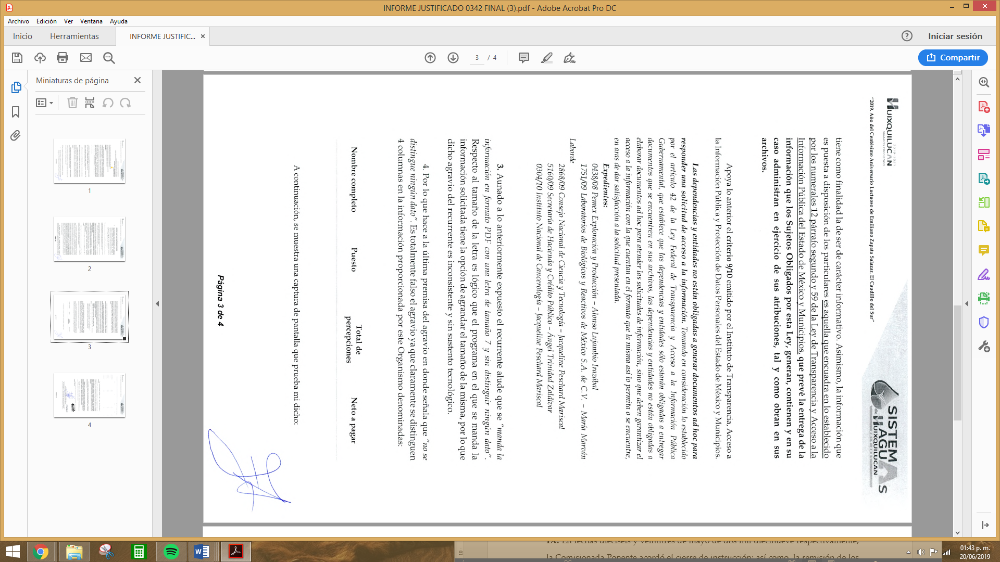 INFORME JUSTIFICADO 0342 FINAL (3).pdf - Adobe Acrobat Pro DC
Archivo Edición Ver Ventana Ayuda
Inicio Herramientas INFORME JUSTIFIC... × Iniciar sesión
3 / 4 Compartir
Miniaturas de página
1
2
3
4
HUIXQUILUCAN
2019 2021
SIGAMOS CRECIENDO
SISTEMA
AGUAS
de HUIXQUILUCAN
"2019. Año del Centésimo Aniversario Luctuoso de Emiliano Zapata Salazar. El Caudillo del Sur"
tiene como finalidad la de ser de carácter informativo. Asimismo, la información que
es puesta a disposición de los particulares es aquella que encuadra en lo establecido
por los numerales 12 párrafo segundo y 59 de la Ley de Transparencia y Acceso a la
Información Pública del Estado de México y Municipios, que prevé la entrega de la
información que los Sujetos Obligados por esta Ley, generan, contienen y en su
caso administran en ejercicio de sus atribuciones, tal y como obran en sus
archivos.
Apoya lo anterior el criterio 9/10 emitido por el Instituto de Transparencia, Acceso a
la Información Pública y Protección de Datos Personales del Estado de México y Municipios.
Las dependencias y entidades no están obligadas a generar documentos ad hoc para
responder una solicitud de acceso a la información. Tomando en consideración lo establecido
por el artículo 42 de la Ley Federal de Transparencia y Acceso a la Información Pública
Gubernamental, que establece que las dependencias y entidades sólo estarán obligadas a entregar
documentos que se encuentren en sus archivos, las dependencias y entidades no están obligadas a
elaborar documentos ad hoc para atender las solicitudes de información, sino que deben garantizar el
acceso a la información con la que cuentan en el formato que la misma así lo permita o se encuentre,
en aras de dar satisfacción a la solicitud presentada.
Expedientes:
0438/08 Pemex Exploración y Producción – Alonso Lujambio Irazábal
1751/09 Laboratorios de Biológicos y Reactivos de México S.A. de C.V. – María Marván
Laborde
2868/09 Consejo Nacional de Ciencia y Tecnología – Jacqueline Peschard Mariscal
5160/09 Secretaría de Hacienda y Crédito Público – Ángel Trinidad Zaldívar
0304/10 Instituto Nacional de Cancerología – Jacqueline Peschard Mariscal
3. Aunado a lo anteriormente expuesto el recurrente alude que se "manda la
información en formato PDF con una letra de tamaño 7 y sin distinguir ningún dato".
Respecto al tamaño de la letra es lógico que el programa en el que se manda la
información solicitada tiene la opción de agrandar el tamaño de la misma, por lo que
dicho agravio del recurrente es inconsistente y sin sustento tecnológico.
4. Por lo que hace a la última premisa del agravio en donde señala que "no se
distingue ningún dato". Es totalmente falso el agravio ya que claramente se distinguen
4 columnas en la información proporcionada por este Organismo denominadas:
Nombre completo Puesto Total de percepciones Neto a pagar
A continuación, se muestra una captura de pantalla que prueba mi dicho:
Página 3 de 4
IX. En fechas dieciséis y veintitrés de mayo de dos mil diecinueve respectivamente,
la Comisionada Ponente acordó el cierre de instrucción; así como, la remisión de los
01:43 p. m.
20/06/2019